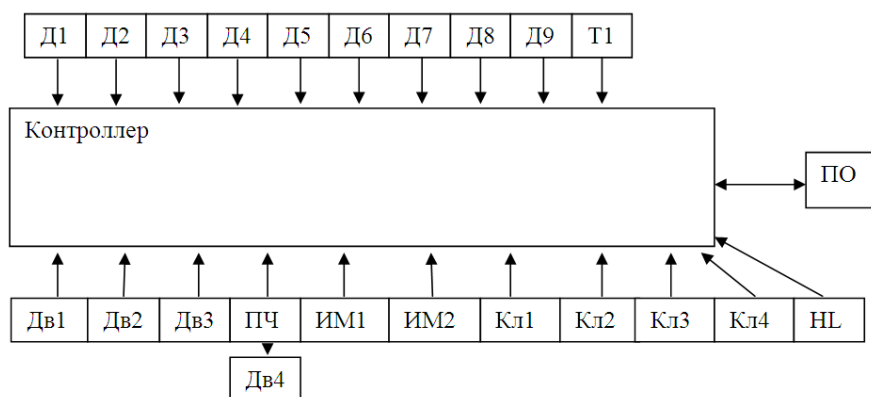 Д1 Д2 Д3 Д4 Д5 Д6 Д7 Д8 Д9 Т1
Контроллер
ПО
Дв1 Дв2 Дв3 ПЧ ИМ1 ИМ2 Кл1 Кл2 Кл3 Кл4 HL
Дв4